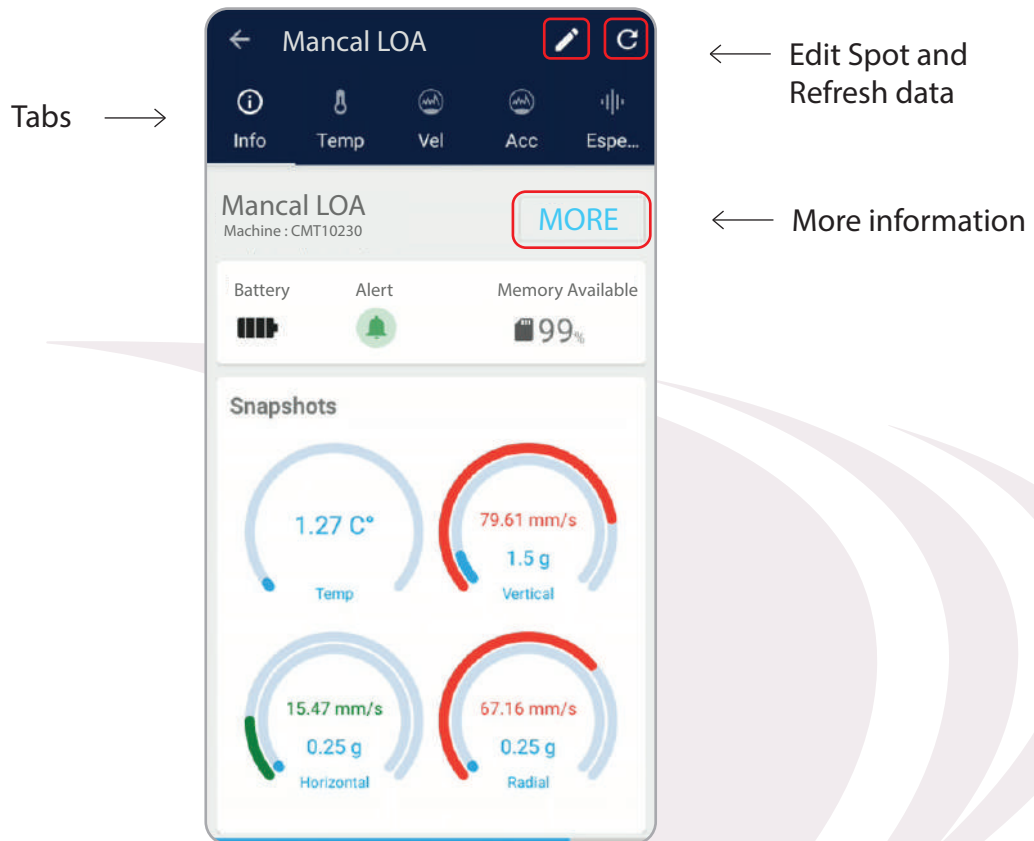 Mancal LOA
Edit Spot and
Refresh data
Tabs
Info Temp Vel Acc Espe...
Mancal LOA
Machine : CMT10230
MORE
More information
Battery Alert Memory Available
99%
Snapshots
1.27 C°
Temp
79.61 mm/s
1.5 g
Vertical
15.47 mm/s
0.25 g
Horizontal
67.16 mm/s
0.25 g
Radial